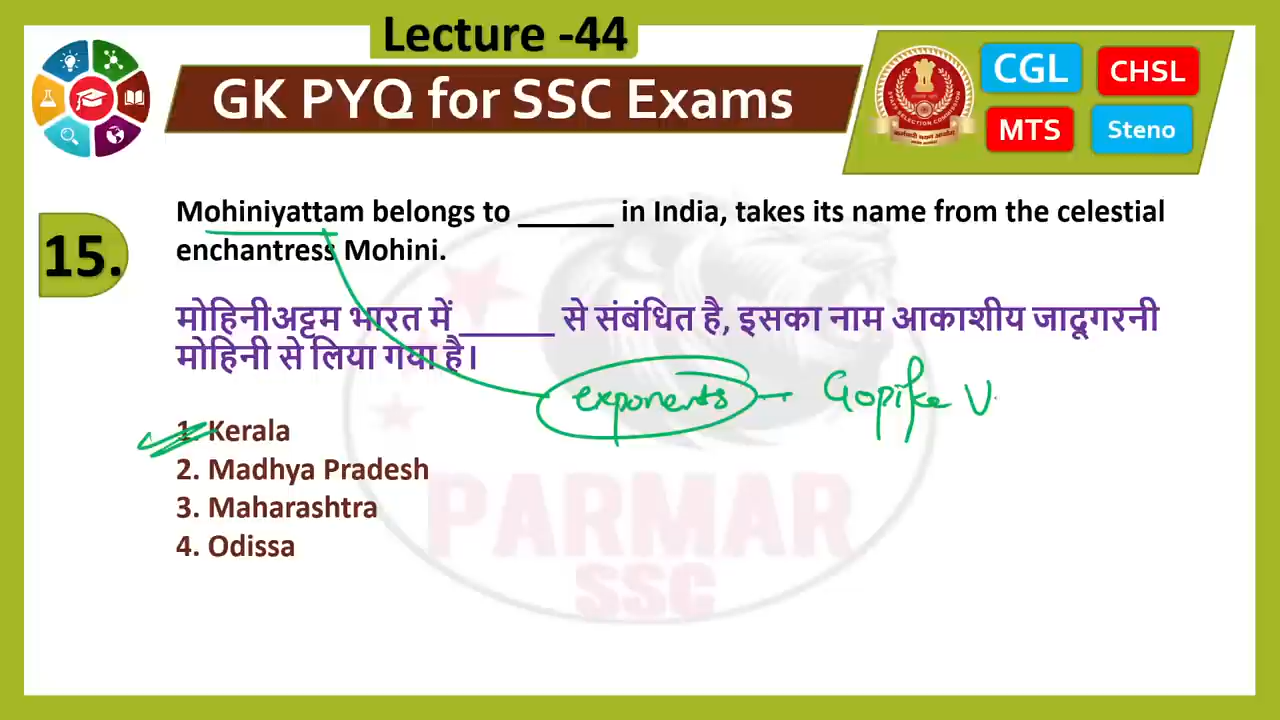 Lecture -44
GK PYQ for SSC Exams
CGL
CHSL
MTS
Steno
15.
Mohiniyattam belongs to ______ in India, takes its name from the celestial
enchantress Mohini.
मोहिनीअट्टम भारत में ______ से संबंधित है, इसका नाम आकाशीय जादूगरनी
मोहिनी से लिया गया है।
exponents - Gopika V
1. Kerala
2. Madhya Pradesh
3. Maharashtra
4. Odissa
PARMAR
SSC